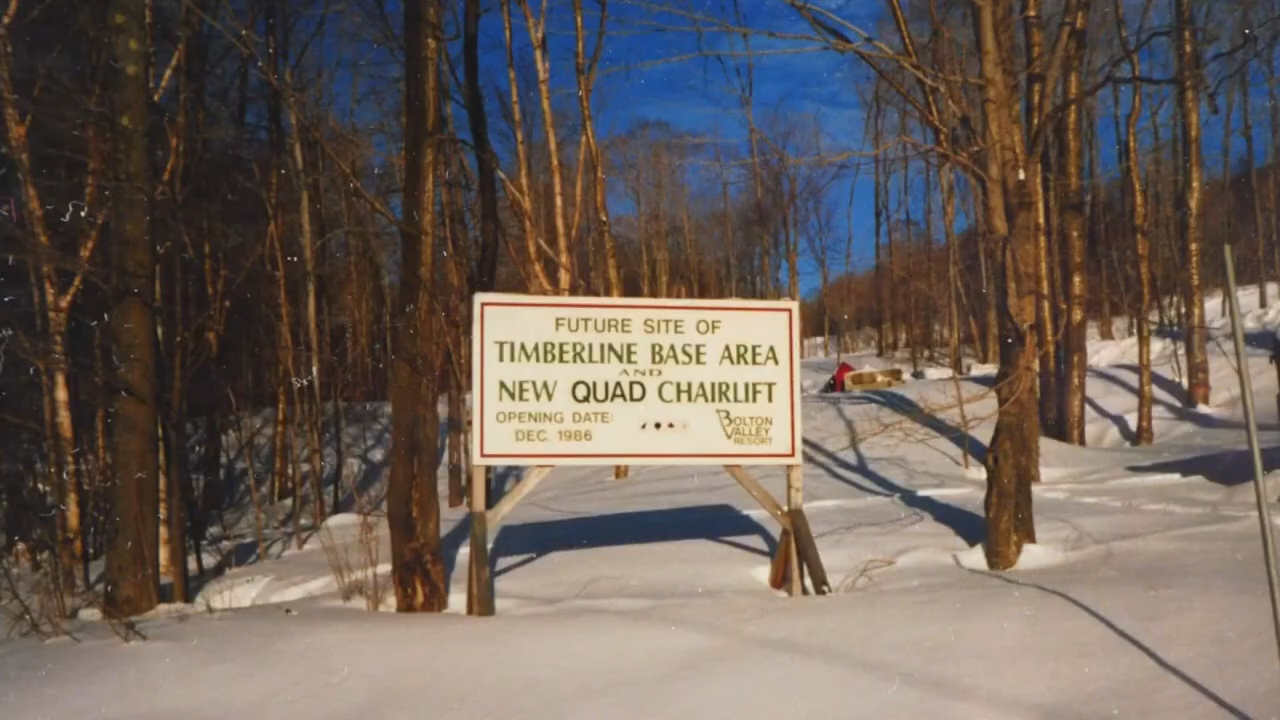 FUTURE SITE OF
TIMBERLINE BASE AREA
AND
NEW QUAD CHAIRLIFT
OPENING DATE:
DEC. 1986
BOLTON
VALLEY
RESORT